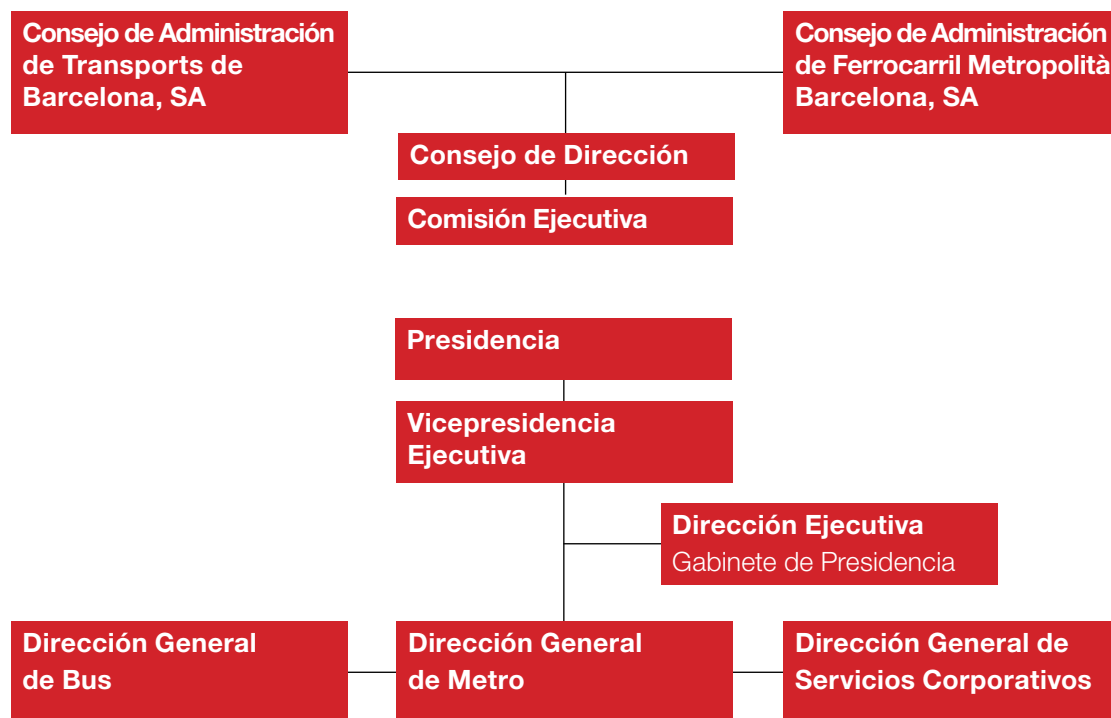 Consejo de Administración
de Transports de
Barcelona, SA
Consejo de Administración
de Ferrocarril Metropolità
Barcelona, SA
Consejo de Dirección
Comisión Ejecutiva
Presidencia
Vicepresidencia
Ejecutiva
Dirección Ejecutiva
Gabinete de Presidencia
Dirección General
de Bus
Dirección General
de Metro
Dirección General de
Servicios Corporativos